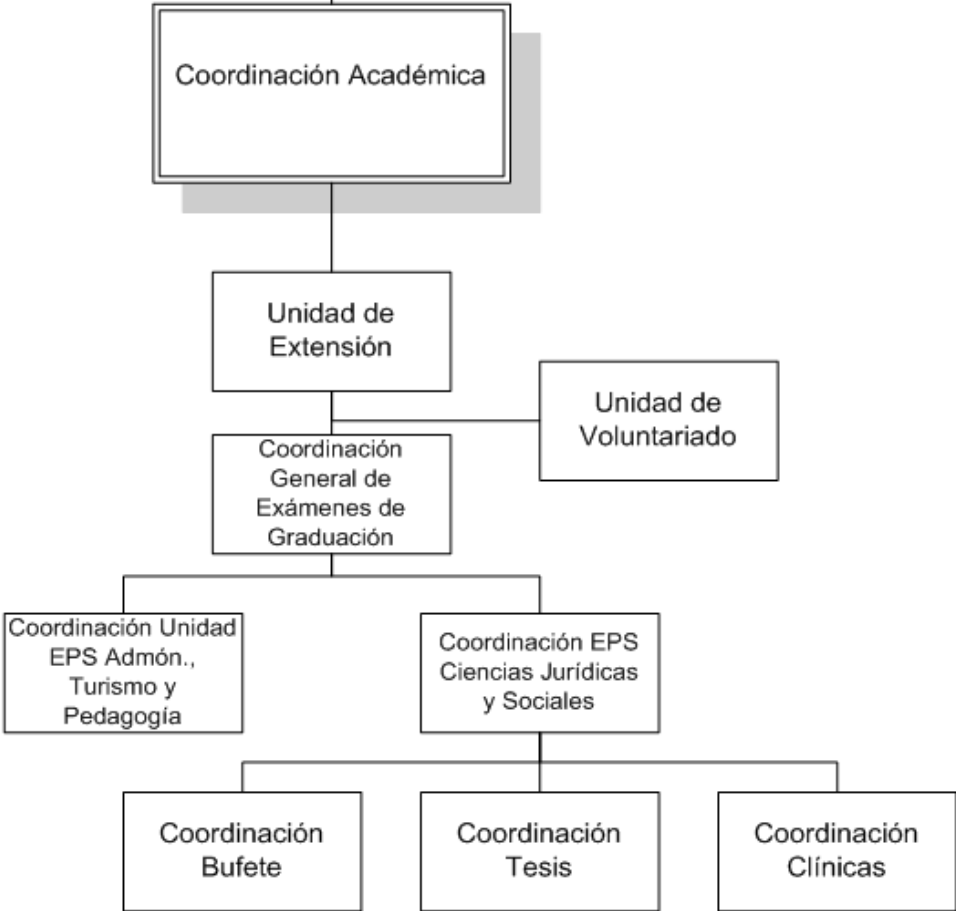 Coordinación Académica
Unidad de
Extensión
Unidad de
Voluntariado
Coordinación
General de
Exámenes de
Graduación
Coordinación Unidad
EPS Admón.,
Turismo y
Pedagogía
Coordinación EPS
Ciencias Jurídicas
y Sociales
Coordinación
Bufete
Coordinación
Tesis
Coordinación
Clínicas